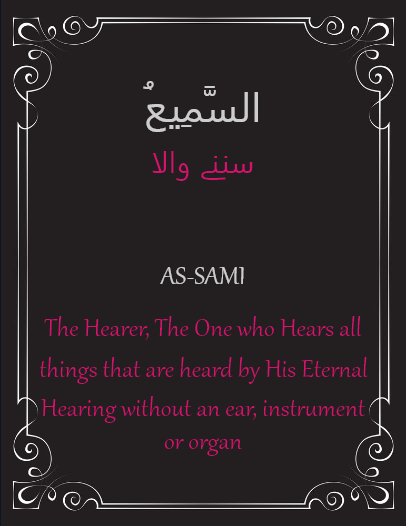 السَّمِيعُ
سننے والا
AS-SAMI
The Hearer, The One who Hears all
things that are heard by His Eternal
Hearing without an ear, instrument
or organ